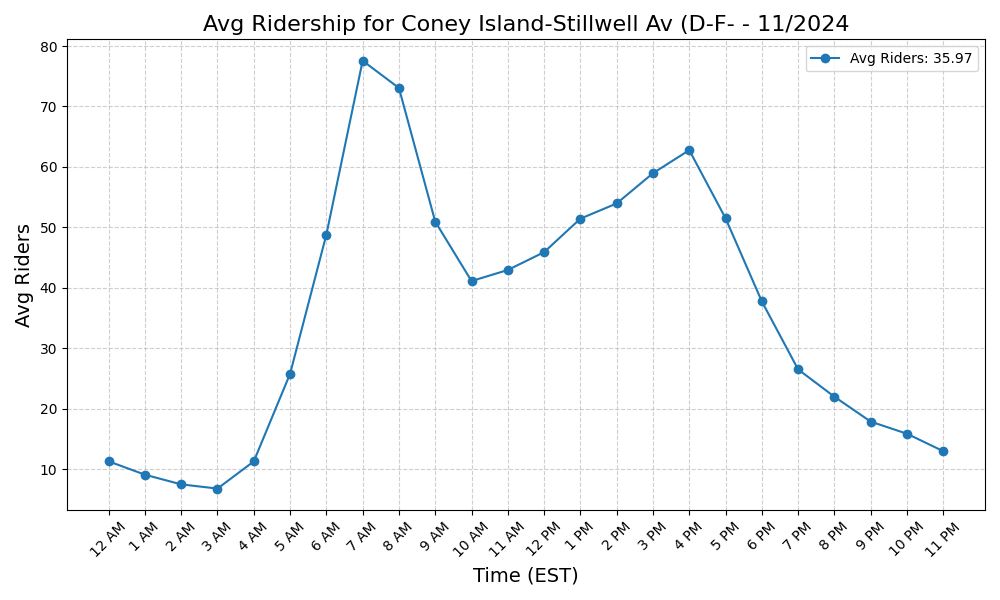 Avg Ridership for Coney Island-Stillwell Av (D-F- - 11/2024
Avg Riders: 35.97
Avg Riders
80
70
60
50
40
30
20
10
12 AM
1 AM
2 AM
3 AM
4 AM
5 AM
6 AM
7 AM
8 AM
9 AM
10 AM
11 AM
12 PM
1 PM
2 PM
3 PM
4 PM
5 PM
6 PM
7 PM
8 PM
9 PM
10 PM
11 PM
Time (EST)